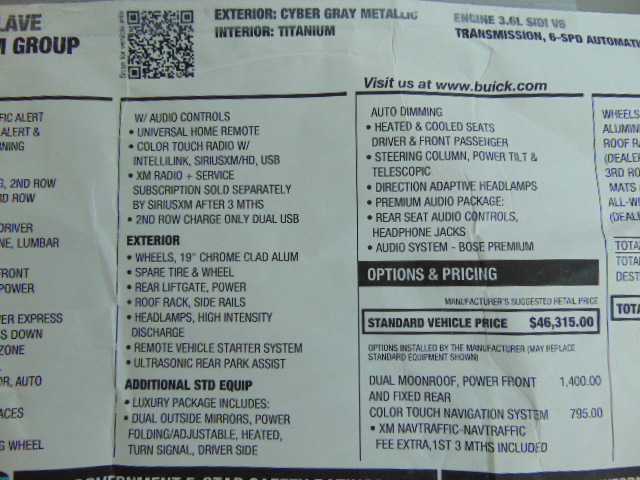 LAVE
M GROUP
Scan for vehicle info
EXTERIOR: CYBER GRAY METALLIC
INTERIOR: TITANIUM
ENGINE 3.6L SIDI V6
TRANSMISSION, 6-SPD AUTOMATI
Visit us at www.buick.com
FIC ALERT
ALERT &
RNING
G, 2ND ROW
RD ROW
DRIVER
NE, LUMBAR
FRONT
POWER
ER EXPRESS
S DOWN
ZONE
OR, AUTO
ACES
G WHEEL
W/ AUDIO CONTROLS
• UNIVERSAL HOME REMOTE
• COLOR TOUCH RADIO W/
INTELLILINK, SIRIUSXM/HD, USB
• XM RADIO + SERVICE
SUBSCRIPTION SOLD SEPARATELY
BY SIRIUSXM AFTER 3 MTHS
• 2ND ROW CHARGE ONLY DUAL USB
EXTERIOR
• WHEELS, 19" CHROME CLAD ALUM
• SPARE TIRE & WHEEL
• REAR LIFTGATE, POWER
• ROOF RACK, SIDE RAILS
• HEADLAMPS, HIGH INTENSITY
DISCHARGE
• REMOTE VEHICLE STARTER SYSTEM
• ULTRASONIC REAR PARK ASSIST
ADDITIONAL STD EQUIP
• LUXURY PACKAGE INCLUDES:
• DUAL OUTSIDE MIRRORS, POWER
FOLDING/ADJUSTABLE, HEATED,
TURN SIGNAL, DRIVER SIDE
AUTO DIMMING
• HEATED & COOLED SEATS
DRIVER & FRONT PASSENGER
• STEERING COLUMN, POWER TILT &
TELESCOPIC
• DIRECTION ADAPTIVE HEADLAMPS
• PREMIUM AUDIO PACKAGE:
• REAR SEAT AUDIO CONTROLS,
HEADPHONE JACKS
• AUDIO SYSTEM - BOSE PREMIUM
OPTIONS & PRICING
MANUFACTURER'S SUGGESTED RETAIL PRICE
STANDARD VEHICLE PRICE $46,315.00
OPTIONS INSTALLED BY THE MANUFACTURER (MAY REPLACE
STANDARD EQUIPMENT SHOWN)
DUAL MOONROOF, POWER FRONT 1,400.00
AND FIXED REAR
COLOR TOUCH NAVIGATION SYSTEM 795.00
• XM NAVTRAFFIC-NAVTRAFFIC
FEE EXTRA,1ST 3 MTHS INCLUDED
WHEELS
ALUMIN
ROOF RA
(DEALE
3RD RO
MATS
ALL-WE
(DEAL
TOTA
TOTA
DEST
TOTA